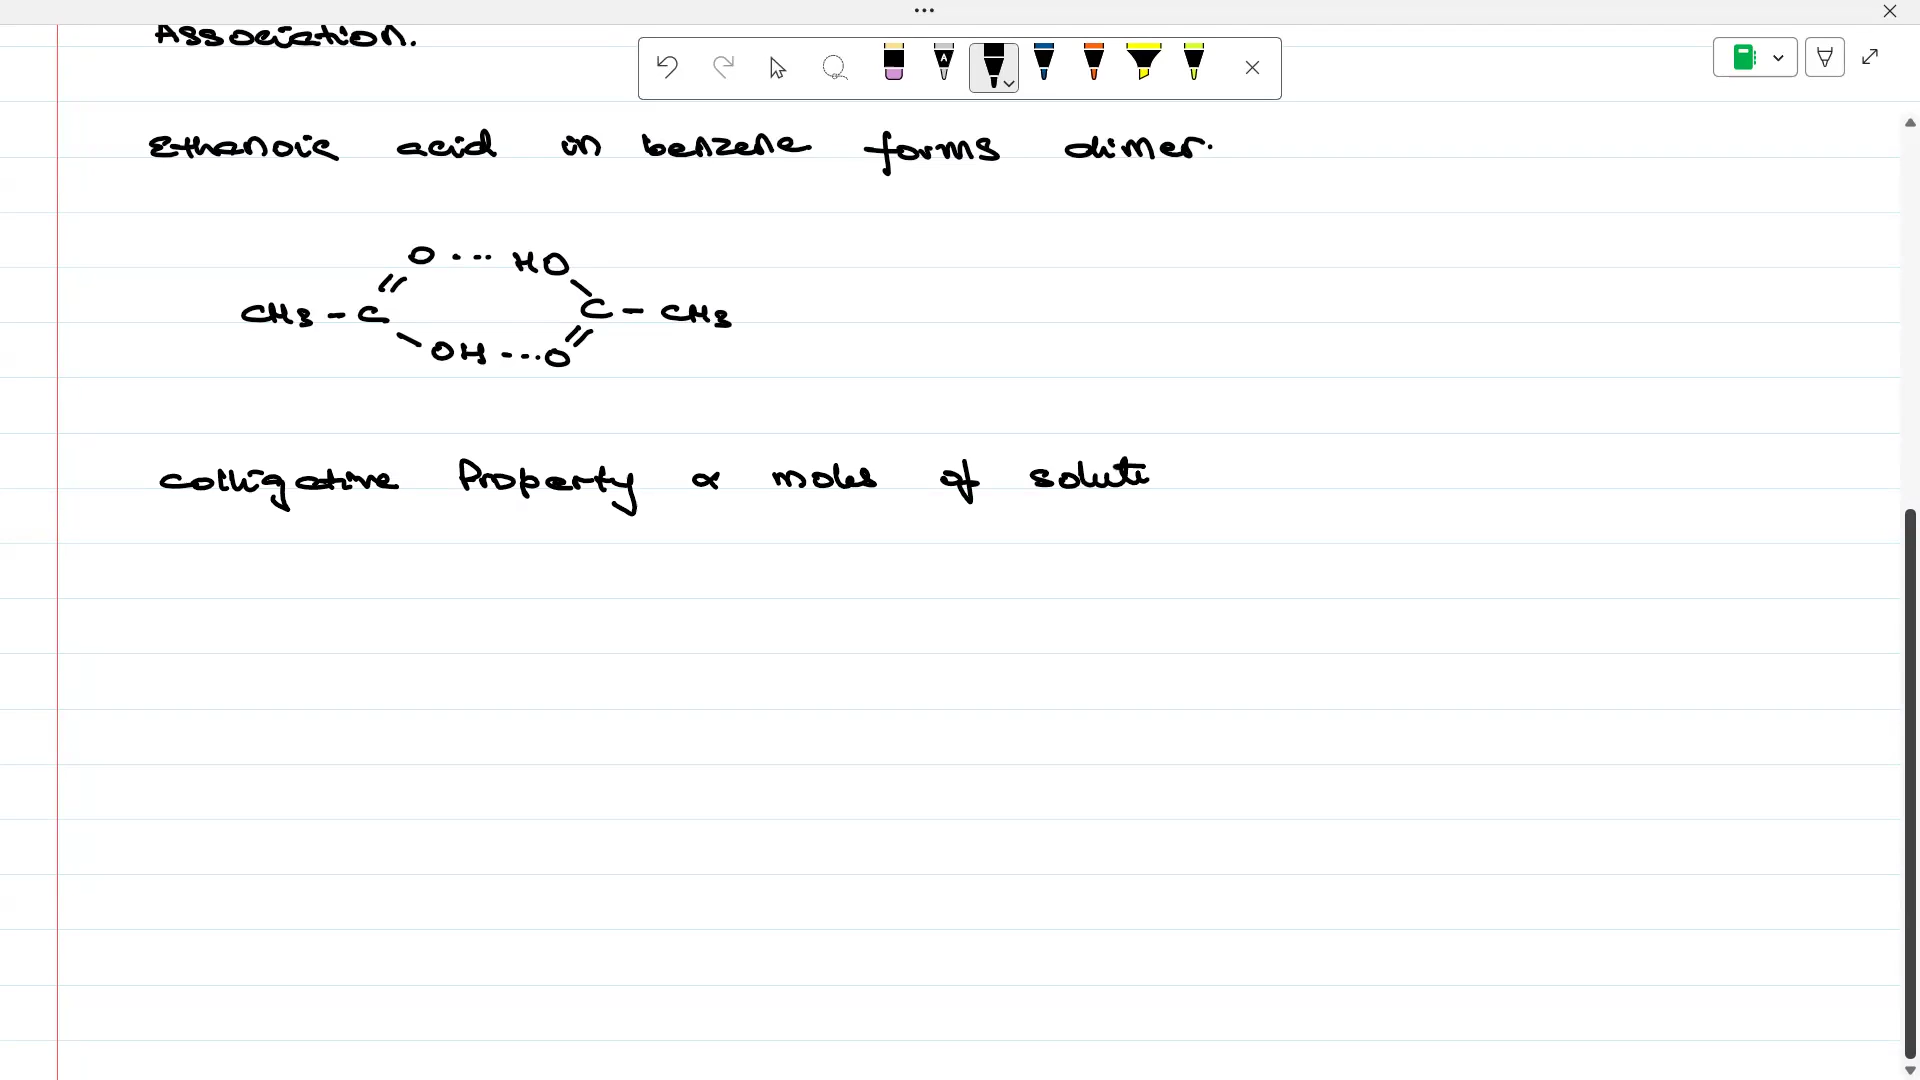 Association.
Ethanoic acid in benzene forms dimer.
O ... HO
CH3 - C C - CH3
OH ... O
colligative Property ∝ moles of solute